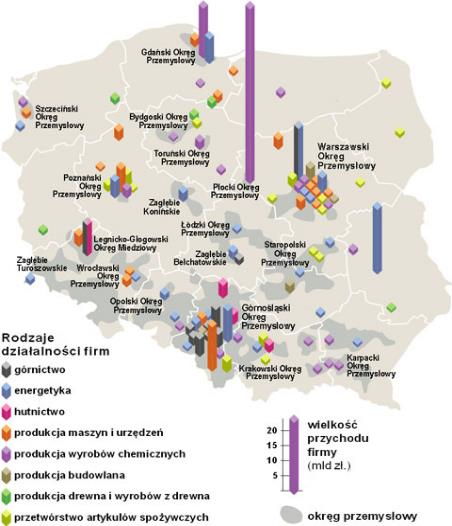 Gdański Okręg
Przemysłowy
Szczeciński
Okręg
Przemysłowy
Bydgoski Okręg
Przemysłowy
Toruński Okręg
Przemysłowy
Warszawski
Okręg
Przemysłowy
Poznański
Okręg
Przemysłowy
Płocki Okręg
Przemysłowy
Zagłębie
Konińskie
Łódzki Okręg
Przemysłowy
Legnicko-Głogowski
Okręg Miedziowy
Staropolski
Okręg
Przemysłowy
Zagłębie
Bełchatowskie
Zagłębie
Turoszowskie
Wrocławski
Okręg
Przemysłowy
Opolski Okręg
Przemysłowy
Górnośląski
Okręg
Przemysłowy
Krakowski Okręg
Przemysłowy
Karpacki
Okręg
Przemysłowy
Rodzaje
działalności firm
górnictwo
energetyka
hutnictwo
produkcja maszyn i urządzeń
produkcja wyrobów chemicznych
produkcja budowlana
produkcja drewna i wyrobów z drewna
przetwórstwo artykułów spożywczych
20
15
10
5
wielkość
przychodu
firmy
(mld zł.)
okręg przemysłowy